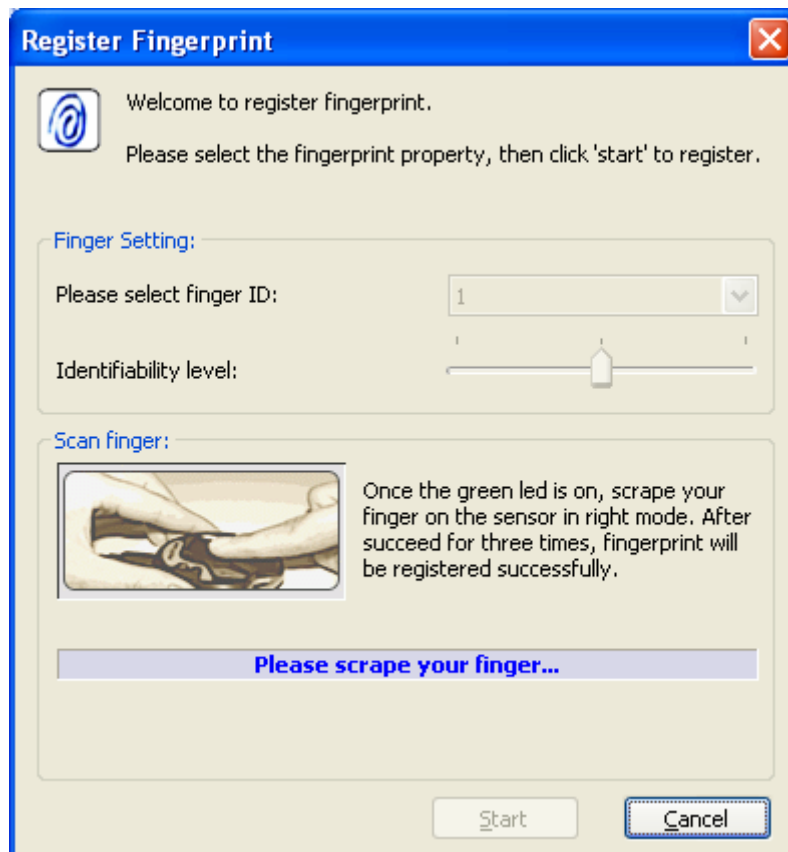 Register Fingerprint
Welcome to register fingerprint.
Please select the fingerprint property, then click 'start' to register.
Finger Setting:
Please select finger ID:
1
Identifiability level:
Scan finger:
Once the green led is on, scrape your
finger on the sensor in right mode. After
succeed for three times, fingerprint will
be registered successfully.
Please scrape your finger...
Start
Cancel